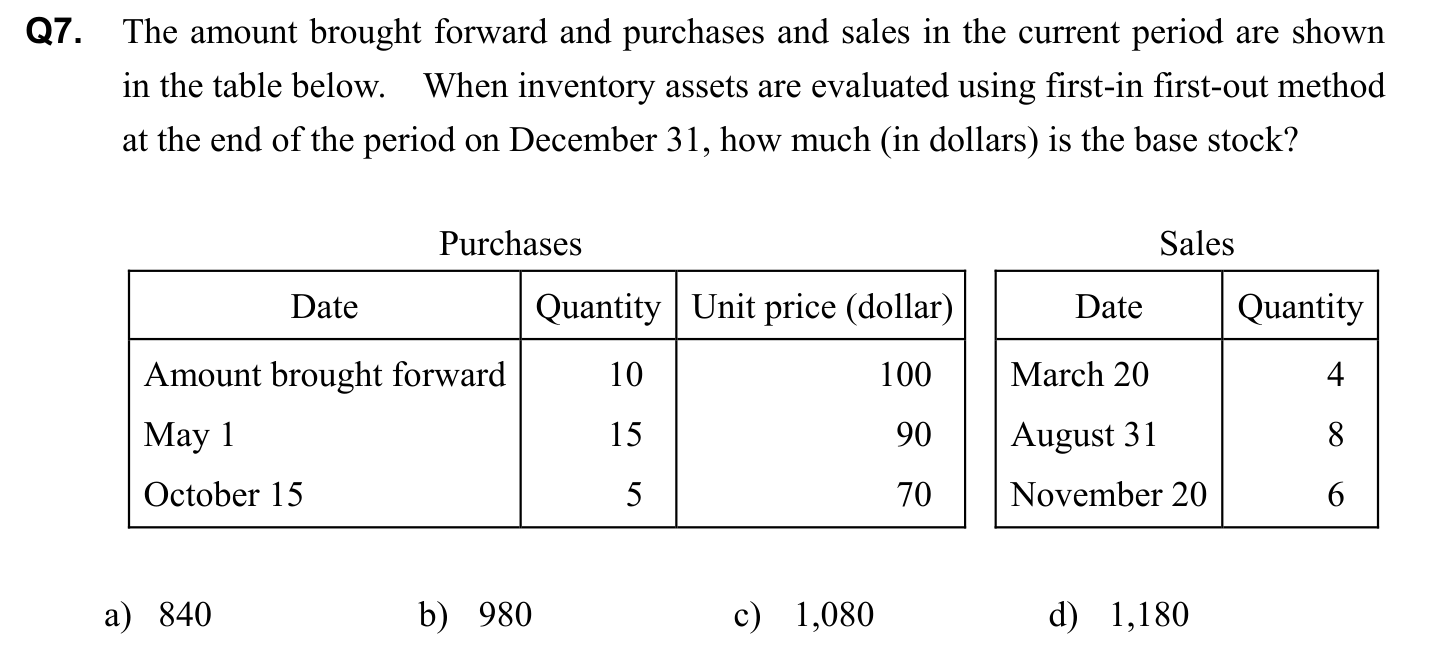 Q7. The amount brought forward and purchases and sales in the current period are shown
in the table below. When inventory assets are evaluated using first-in first-out method
at the end of the period on December 31, how much (in dollars) is the base stock?
Purchases Sales
Date Quantity Unit price (dollar) Date Quantity
Amount brought forward 10 100 March 20 4
May 1 15 90 August 31 8
October 15 5 70 November 20 6
a) 840 b) 980 c) 1,080 d) 1,180